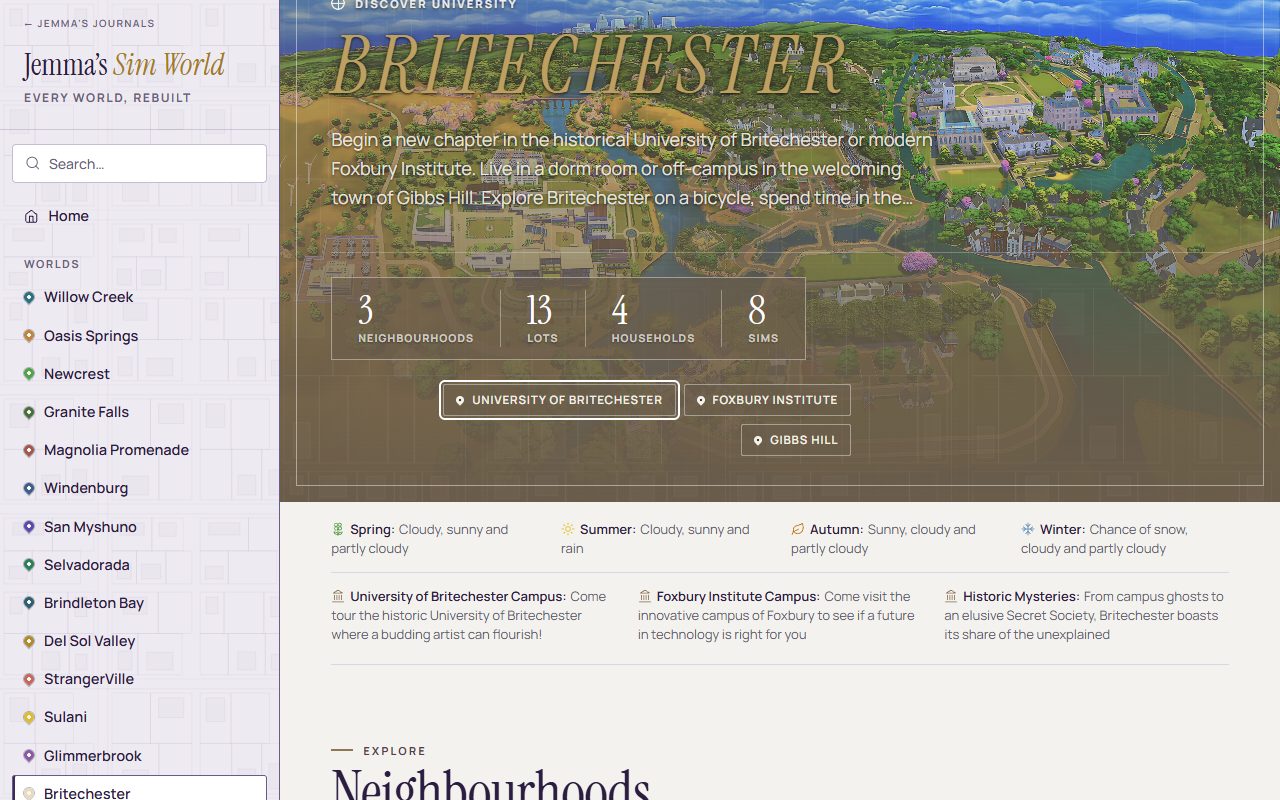 ← JEMMA'S JOURNALS
Jemma's Sim World
EVERY WORLD, REBUILT
Search...
Home
WORLDS
Willow Creek
Oasis Springs
Newcrest
Granite Falls
Magnolia Promenade
Windenburg
San Myshuno
Selvadorada
Brindleton Bay
Del Sol Valley
StrangerVille
Sulani
Glimmerbrook
Britechester
DISCOVER UNIVERSITY
BRITECHESTER
Begin a new chapter in the historical University of Britechester or modern
Foxbury Institute. Live in a dorm room or off-campus in the welcoming
town of Gibbs Hill. Explore Britechester on a bicycle, spend time in the...
3 13 4 8
NEIGHBOURHOODS LOTS HOUSEHOLDS SIMS
UNIVERSITY OF BRITECHESTER FOXBURY INSTITUTE
GIBBS HILL
Spring: Cloudy, sunny and
partly cloudy
Summer: Cloudy, sunny and
rain
Autumn: Sunny, cloudy and
partly cloudy
Winter: Chance of snow,
cloudy and partly cloudy
University of Britechester Campus: Come
tour the historic University of Britechester
where a budding artist can flourish!
Foxbury Institute Campus: Come visit the
innovative campus of Foxbury to see if a future
in technology is right for you
Historic Mysteries: From campus ghosts to
an elusive Secret Society, Britechester boasts
its share of the unexplained
EXPLORE
Neighbourhoods